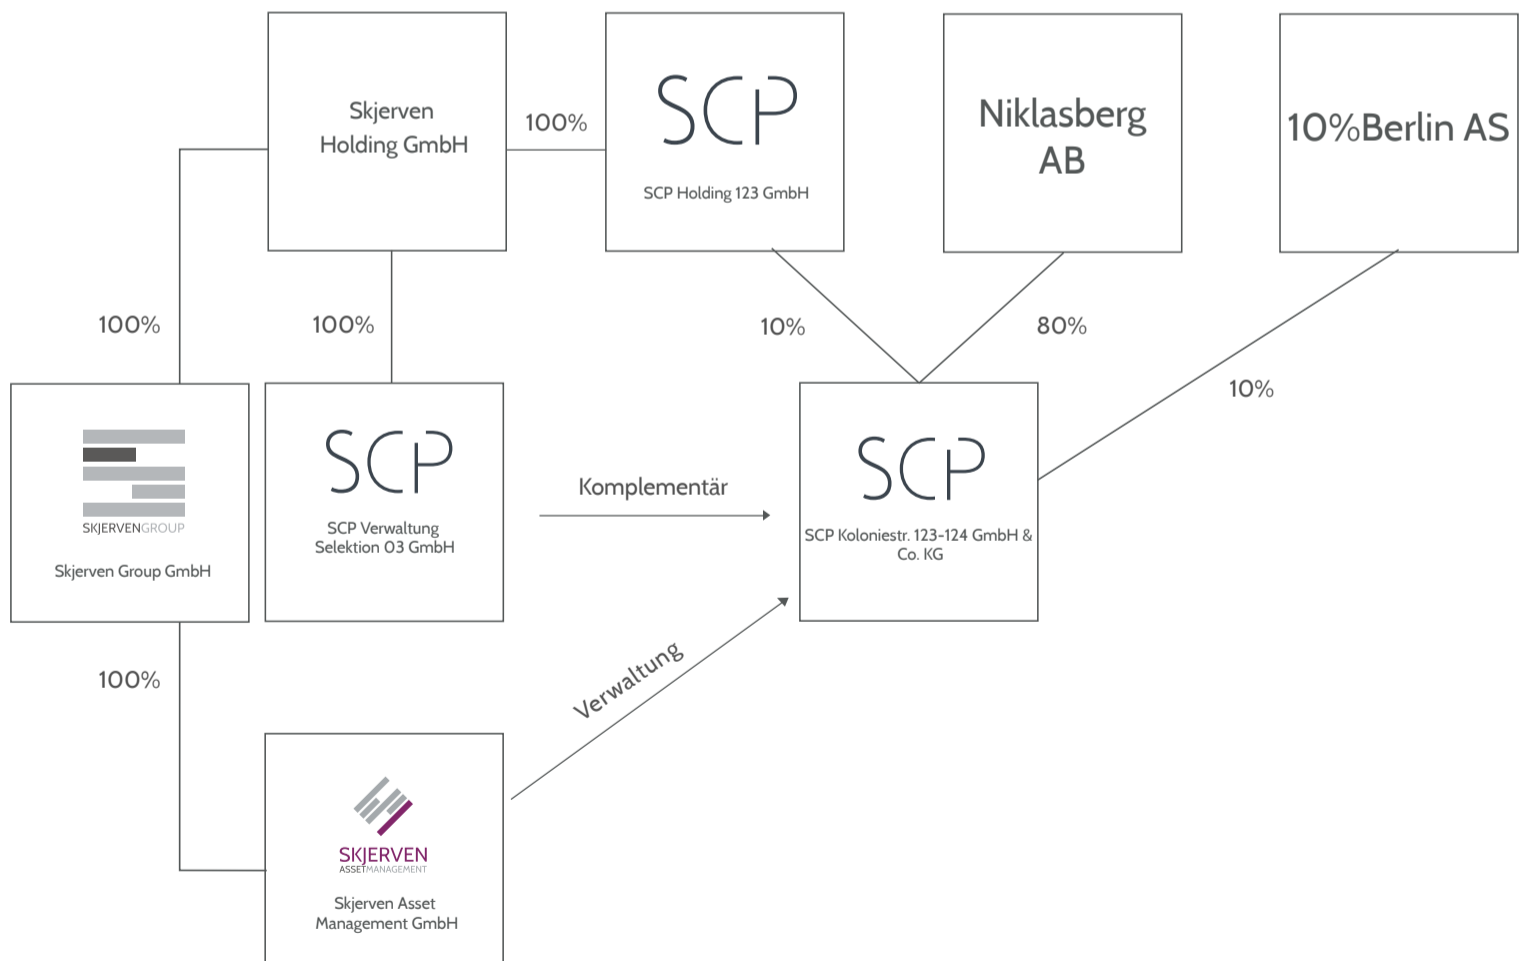 Skjerven
Holding GmbH
100%
SCP
SCP Holding 123 GmbH
Niklasberg
AB
10%Berlin AS
100%
100%
10%
80%
10%
SKJERVENGROUP
Skjerven Group GmbH
SCP
SCP Verwaltung
Selektion 03 GmbH
Komplementär
SCP
SCP Koloniestr. 123-124 GmbH &
Co. KG
100%
Verwaltung
SKJERVEN
ASSETMANAGEMENT
Skjerven Asset
Management GmbH